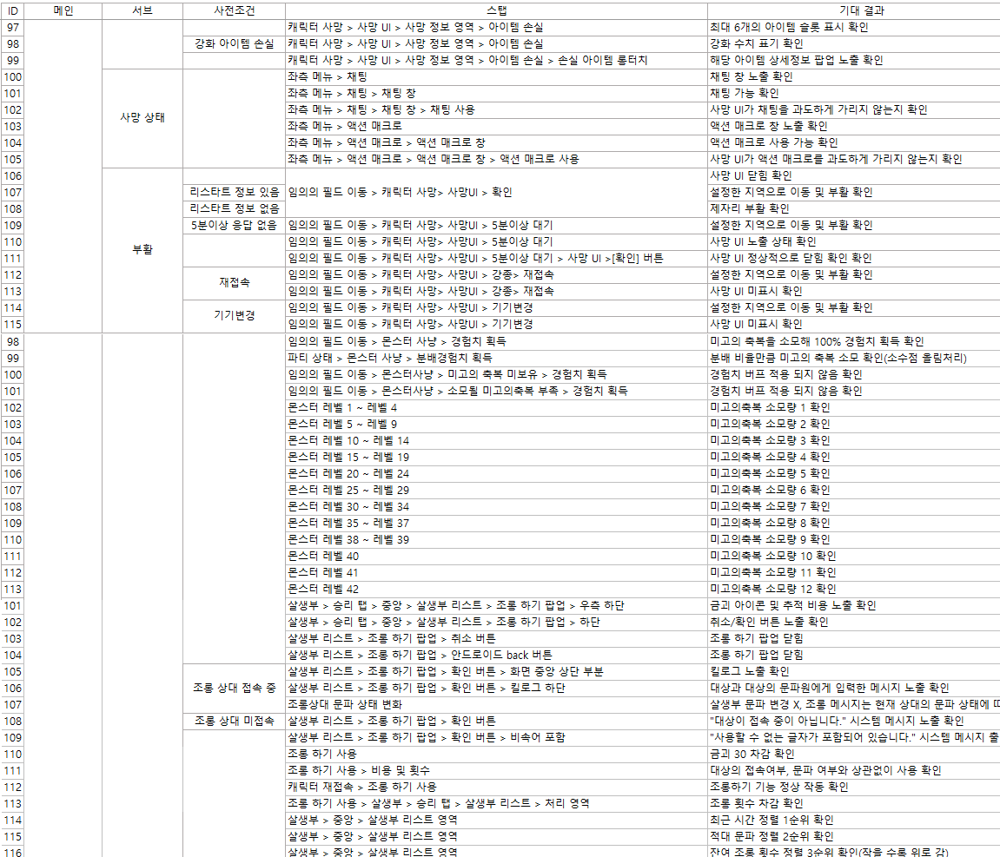 ID 메인 서브 사전조건 스탭 기대 결과
97 캐릭터 사망 > 사망 UI > 사망 정보 영역 > 아이템 손실 최대 6개의 아이템 슬롯 표시 확인
98 강화 아이템 손실 캐릭터 사망 > 사망 UI > 사망 정보 영역 > 아이템 손실 강화 수치 표기 확인
99 캐릭터 사망 > 사망 UI > 사망 정보 영역 > 아이템 손실 > 손실 아이템 롱터치 해당 아이템 상세정보 팝업 노출 확인
100 좌측 메뉴 > 채팅 채팅 창 노출 확인
101 좌측 메뉴 > 채팅 > 채팅 창 채팅 가능 확인
102 사망 상태 좌측 메뉴 > 채팅 > 채팅 창 > 채팅 사용 사망 UI가 채팅을 과도하게 가리지 않는지 확인
103 좌측 메뉴 > 액션 매크로 액션 매크로 창 노출 확인
104 좌측 메뉴 > 액션 매크로 > 액션 매크로 창 액션 매크로 사용 가능 확인
105 좌측 메뉴 > 액션 매크로 > 액션 매크로 창 > 액션 매크로 사용 사망 UI가 액션 매크로를 과도하게 가리지 않는지 확인
106 사망 UI 닫힘 확인
107 리스타트 정보 있음 임의의 필드 이동 > 캐릭터 사망> 사망UI > 확인 설정한 지역으로 이동 및 부활 확인
108 리스타트 정보 없음 제자리 부활 확인
109 5분이상 응답 없음 임의의 필드 이동 > 캐릭터 사망> 사망UI > 5분이상 대기 설정한 지역으로 이동 및 부활 확인
110 부활 임의의 필드 이동 > 캐릭터 사망> 사망UI > 5분이상 대기 사망 UI 노출 상태 확인
111 임의의 필드 이동 > 캐릭터 사망> 사망UI > 5분이상 대기 > 사망 UI >[확인] 버튼 사망 UI 정상적으로 닫힘 확인 확인
112 재접속 임의의 필드 이동 > 캐릭터 사망> 사망UI > 강종> 재접속 설정한 지역으로 이동 및 부활 확인
113 임의의 필드 이동 > 캐릭터 사망> 사망UI > 강종> 재접속 사망 UI 미표시 확인
114 기기변경 임의의 필드 이동 > 캐릭터 사망> 사망UI > 기기변경 설정한 지역으로 이동 및 부활 확인
115 임의의 필드 이동 > 캐릭터 사망> 사망UI > 기기변경 사망 UI 미표시 확인
98 임의의 필드 이동 > 몬스터 사냥 > 경험치 획득 미고의 축복을 소모해 100% 경험치 획득 확인
99 파티 상태 > 몬스터 사냥 > 분배경험치 획득 분배 비율만큼 미고의 축복 소모 확인(소수점 올림처리)
100 임의의 필드 이동 > 몬스터사냥 > 미고의 축복 미보유 > 경험치 획득 경험치 버프 적용 되지 않음 확인
101 임의의 필드 이동 > 몬스터사냥 > 소모될 미고의축복 부족 > 경험치 획득 경험치 버프 적용 되지 않음 확인
102 몬스터 레벨 1 ~ 레벨 4 미고의축복 소모량 1 확인
103 몬스터 레벨 5 ~ 레벨 9 미고의축복 소모량 2 확인
104 몬스터 레벨 10 ~ 레벨 14 미고의축복 소모량 3 확인
105 몬스터 레벨 15 ~ 레벨 19 미고의축복 소모량 4 확인
106 몬스터 레벨 20 ~ 레벨 24 미고의축복 소모량 5 확인
107 몬스터 레벨 25 ~ 레벨 29 미고의축복 소모량 6 확인
108 몬스터 레벨 30 ~ 레벨 34 미고의축복 소모량 7 확인
109 몬스터 레벨 35 ~ 레벨 37 미고의축복 소모량 8 확인
110 몬스터 레벨 38 ~ 레벨 39 미고의축복 소모량 9 확인
111 몬스터 레벨 40 미고의축복 소모량 10 확인
112 몬스터 레벨 41 미고의축복 소모량 11 확인
113 몬스터 레벨 42 미고의축복 소모량 12 확인
101 살생부 > 승리 탭 > 중앙 > 살생부 리스트 > 조롱 하기 팝업 > 우측 하단 금괴 아이콘 및 추적 비용 노출 확인
102 살생부 > 승리 탭 > 중앙 > 살생부 리스트 > 조롱 하기 팝업 > 하단 취소/확인 버튼 노출 확인
103 살생부 리스트 > 조롱 하기 팝업 > 취소 버튼 조롱 하기 팝업 닫힘
104 살생부 리스트 > 조롱 하기 팝업 > 안드로이드 back 버튼 조롱 하기 팝업 닫힘
105 살생부 리스트 > 조롱 하기 팝업 > 확인 버튼 > 화면 중앙 상단 부분 킬로그 노출 확인
106 조롱 상대 접속 중 살생부 리스트 > 조롱 하기 팝업 > 확인 버튼 > 킬로그 하단 대상과 대상의 문파원에게 입력한 메시지 노출 확인
107 조롱상대 문파 상태 변화 살생부 문파 변경 X, 조롱 메시지는 현재 상대의 문파 상태에
108 조롱 상대 미접속 살생부 리스트 > 조롱 하기 팝업 > 확인 버튼 "대상이 접속 중이 아닙니다." 시스템 메시지 노출 확인
109 살생부 리스트 > 조롱 하기 팝업 > 확인 버튼 > 비속어 포함 "사용할 수 없는 글자가 포함되어 있습니다." 시스템 메시지 출
110 조롱 하기 사용 금괴 30 차감 확인
111 조롱 하기 사용 > 비용 및 횟수 대상의 접속여부, 문파 여부와 상관없이 사용 확인
112 캐릭터 재접속 > 조롱 하기 사용 조롱하기 기능 정상 작동 확인
113 조롱 하기 사용 > 살생부 > 승리 탭 > 살생부 리스트 > 처리 영역 조롱 횟수 차감 확인
114 살생부 > 중앙 > 살생부 리스트 영역 최근 시간 정렬 1순위 확인
115 살생부 > 중앙 > 살생부 리스트 영역 적대 문파 정렬 2순위 확인
116 살생부 > 중앙 > 살생부 리스트 영역 잔여 조롱 횟수 정렬 3순위 확인(작을 수록 위로 감)